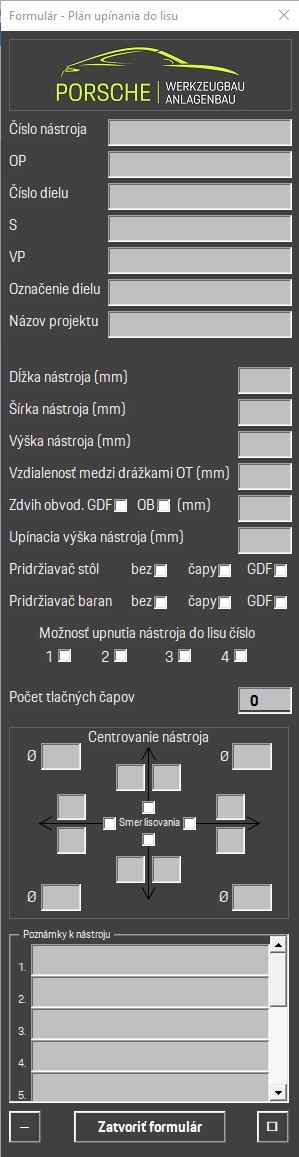 Formulár - Plán upínania do lisu
PORSCHE WERKZEUGBAU
ANLAGENBAU
Číslo nástroja
OP
Číslo dielu
S
VP
Označenie dielu
Názov projektu
Dĺžka nástroja (mm)
Šírka nástroja (mm)
Výška nástroja (mm)
Vzdialenosť medzi drážkami OT (mm)
Zdvih obvod. GDF OB (mm)
Upínacia výška nástroja (mm)
Pridržiavač stôl bez čapy GDF
Pridržiavač baran bez čapy GDF
Možnosť upnutia nástroja do lisu číslo
1 2 3 4
Počet tlačných čapov 0
Centrovanie nástroja
Ø Ø
Smer lisovania
Ø Ø
Poznámky k nástroju
1.
2.
3.
4.
5.
Zatvoriť formulár